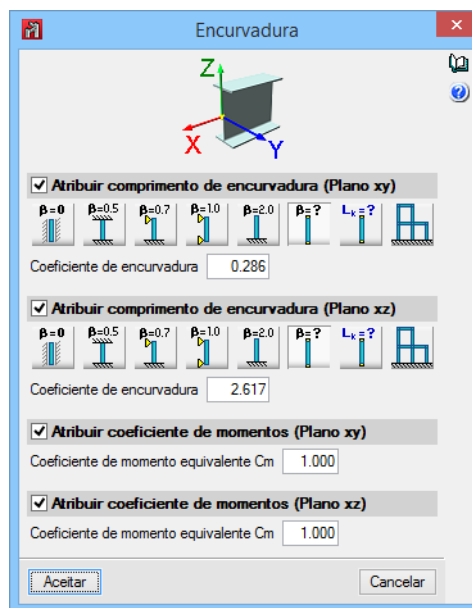 Encurvadura
Z
X
Y
Atribuir comprimento de encurvadura (Plano xy)
β=0 β=0.5 β=0.7 β=1.0 β=2.0 β=? Lk=?
Coeficiente de encurvadura 0.286
Atribuir comprimento de encurvadura (Plano xz)
β=0 β=0.5 β=0.7 β=1.0 β=2.0 β=? Lk=?
Coeficiente de encurvadura 2.617
Atribuir coeficiente de momentos (Plano xy)
Coeficiente de momento equivalente Cm 1.000
Atribuir coeficiente de momentos (Plano xz)
Coeficiente de momento equivalente Cm 1.000
Aceitar Cancelar